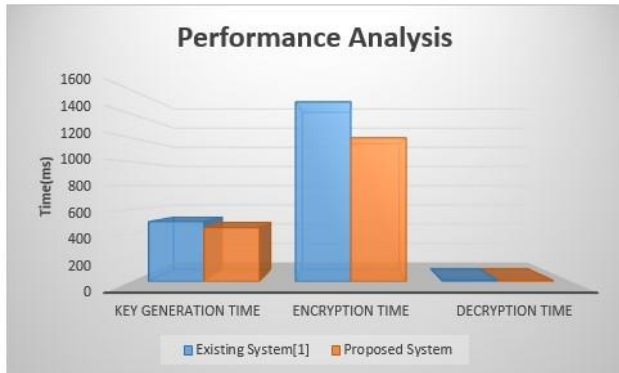 Performance Analysis
1600
1400
1200
1000
800
600
400
200
0
Time(ms)
KEY GENERATION TIME ENCRYPTION TIME DECRYPTION TIME
Existing System[1] Proposed System